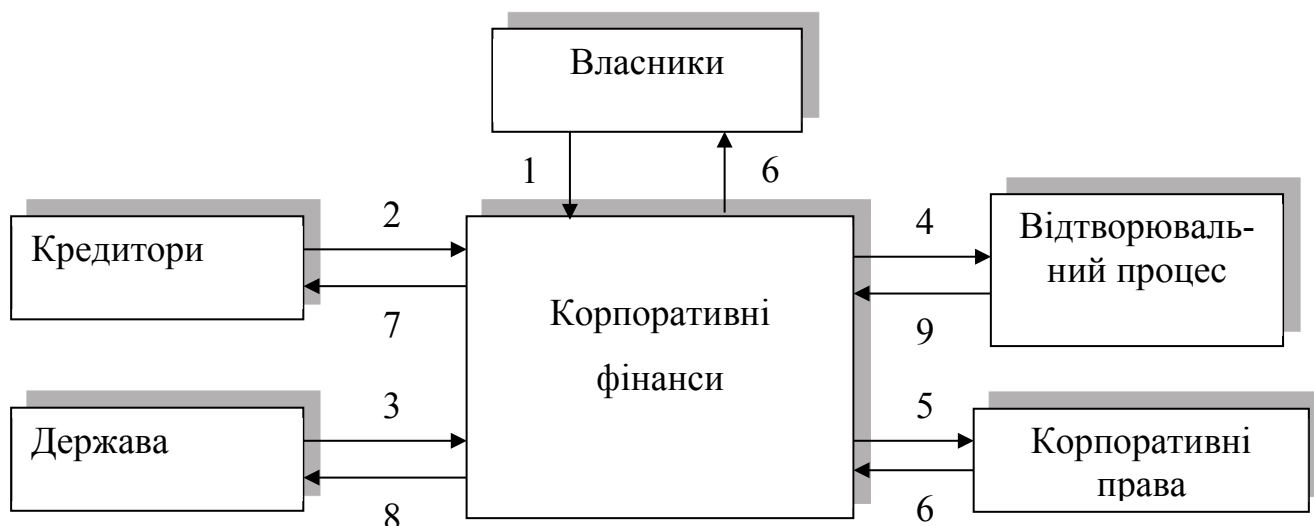 Власники
1
6
Кредитори
2
7
Держава
3
8
Корпоративні
фінанси
4
9
Відтворюваль-
ний процес
5
6
Корпоративні
права